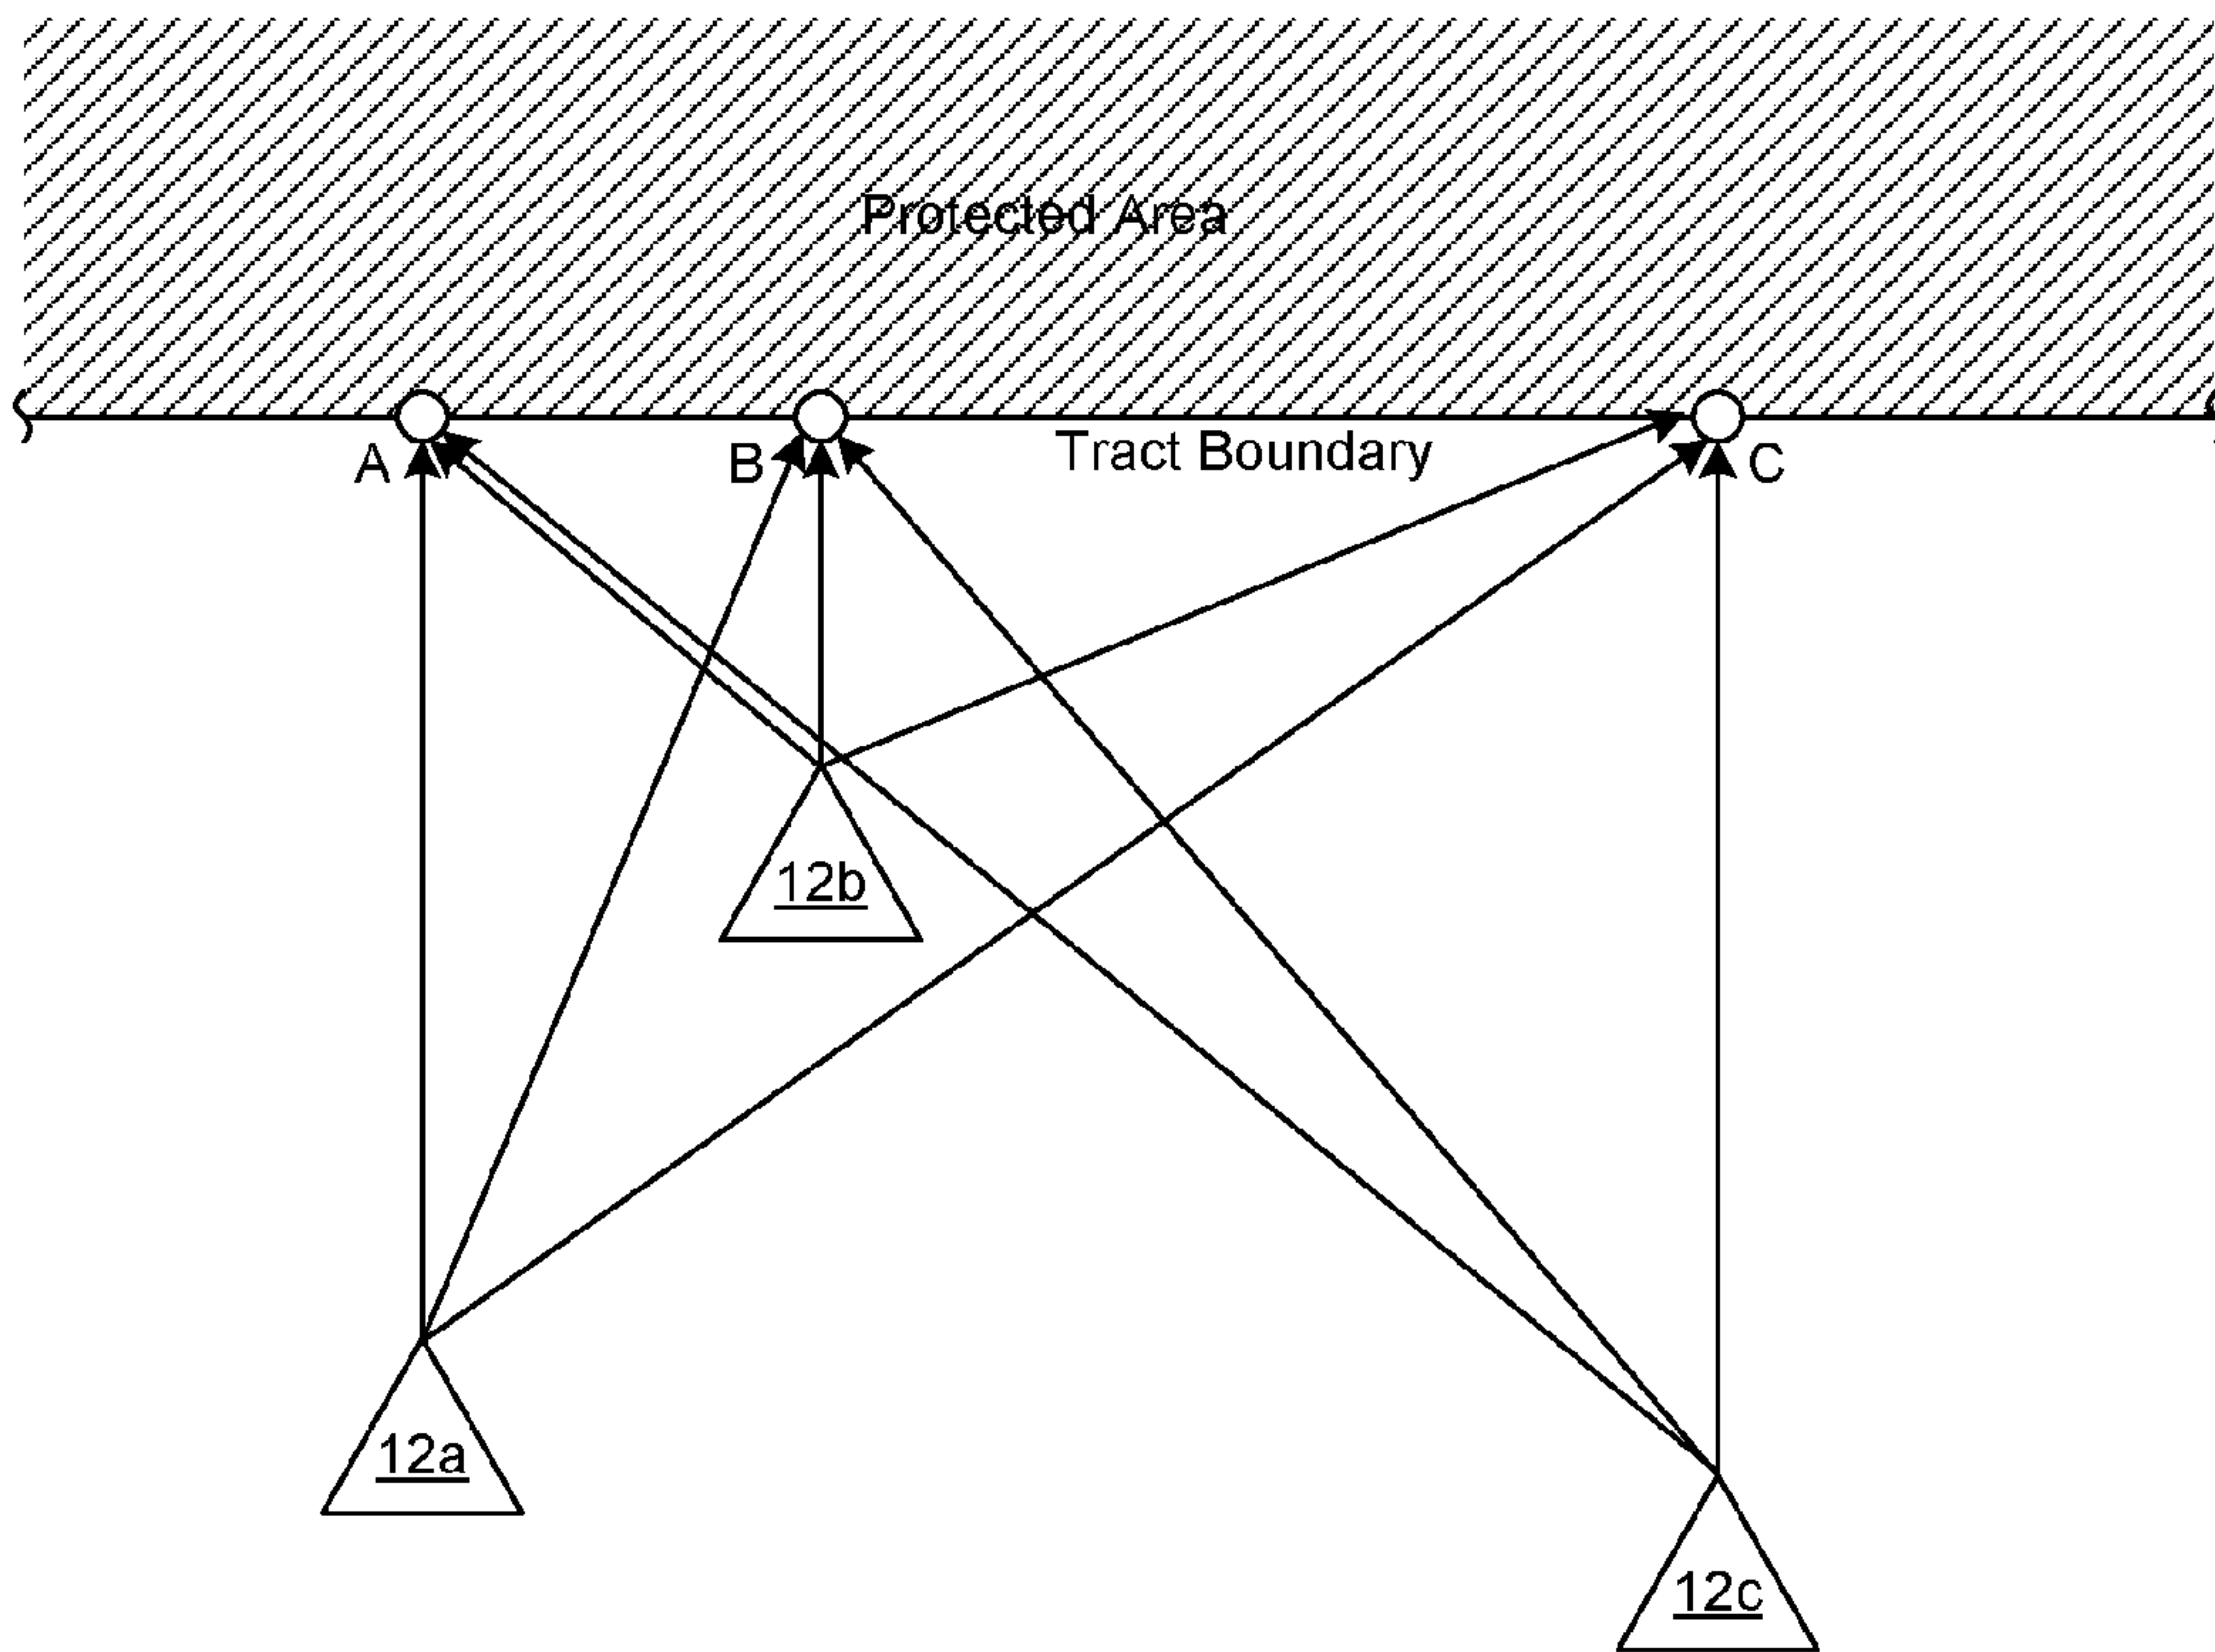 Protected Area
A
B
Tract Boundary
C
12b
12a
12c